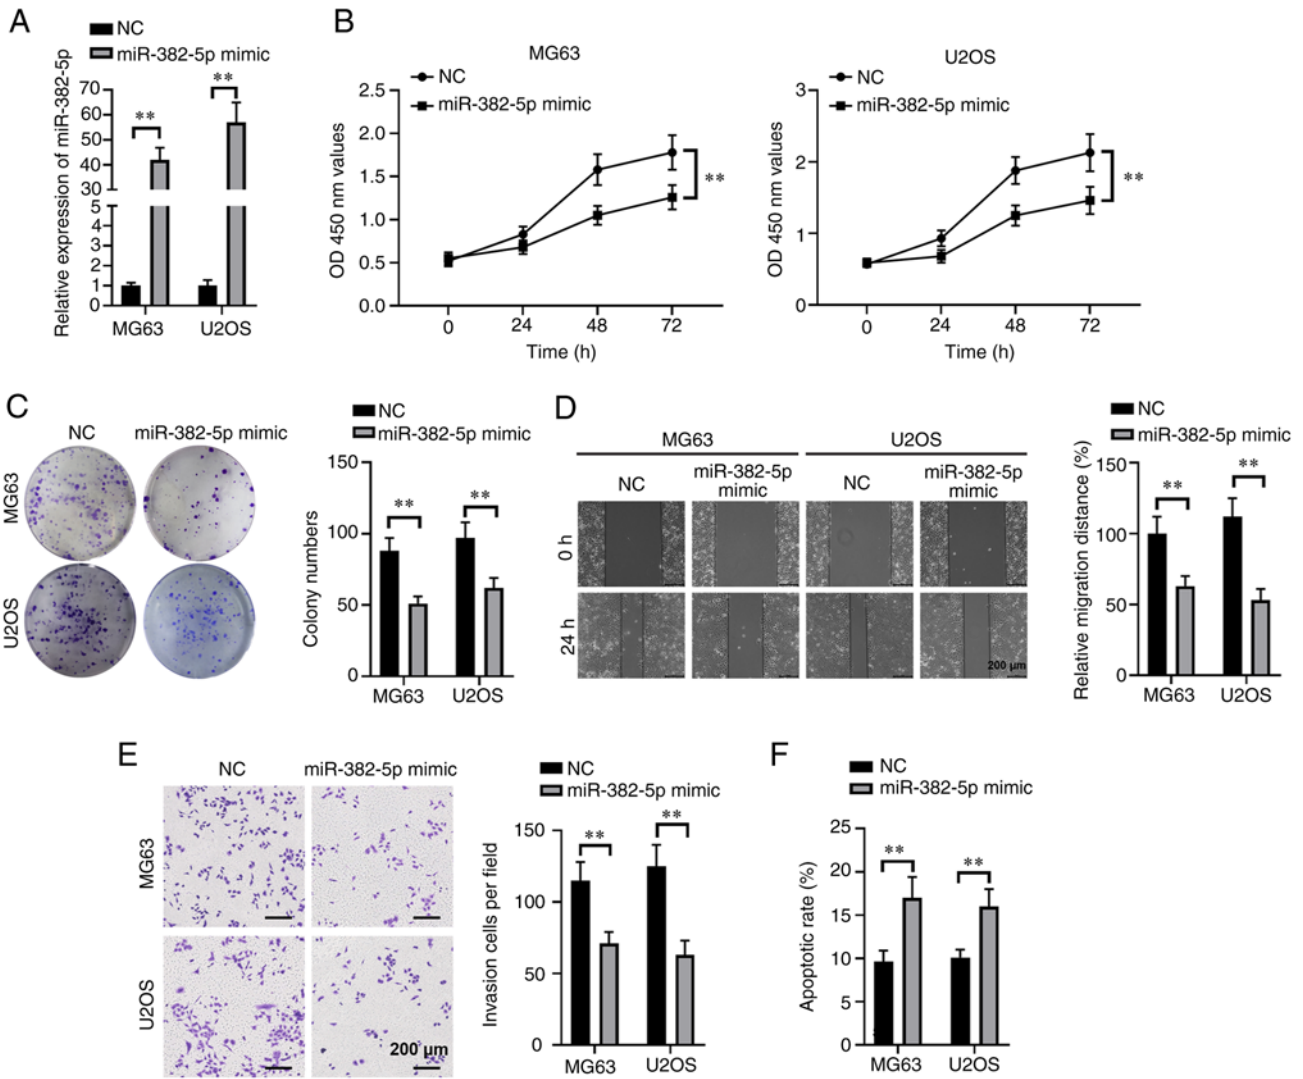 A
NC
miR-382-5p mimic
Relative expression of miR-382-5p
**
**
70
60
50
40
30
5
4
3
2
1
0
MG63
U2OS
B
MG63
NC
miR-382-5p mimic
OD 450 nm values
2.5
2.0
1.5
1.0
0.5
0.0
**
0
24
48
72
Time (h)
U2OS
NC
miR-382-5p mimic
OD 450 nm values
3
2
1
0
**
0
24
48
72
Time (h)
C
NC
miR-382-5p mimic
MG63
U2OS
NC
miR-382-5p mimic
Colony numbers
150
100
50
0
**
**
MG63
U2OS
D
MG63
U2OS
NC
miR-382-5p
mimic
NC
miR-382-5p
mimic
0 h
24 h
200 μm
NC
miR-382-5p mimic
Relative migration distance (%)
150
100
50
0
**
**
MG63
U2OS
E
NC
miR-382-5p mimic
MG63
U2OS
200 μm
NC
miR-382-5p mimic
Invasion cells per field
150
100
50
0
**
**
MG63
U2OS
F
NC
miR-382-5p mimic
Apoptotic rate (%)
25
20
15
10
5
0
**
**
MG63
U2OS